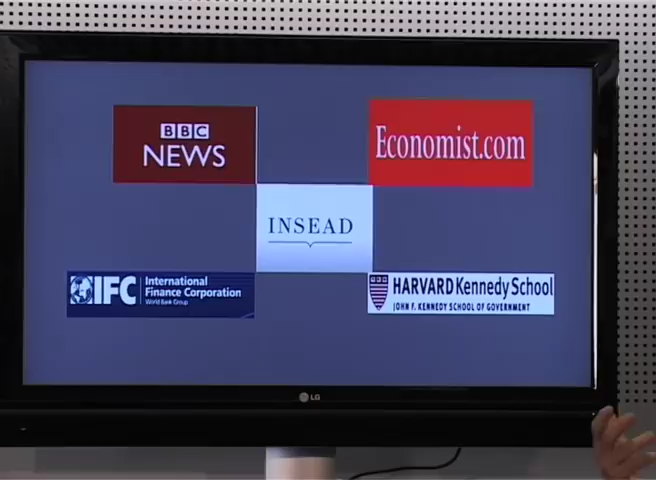 BBC
NEWS
Economist.com
INSEAD
IFC
International
Finance Corporation
World Bank Group
HARVARD Kennedy School
JOHN F. KENNEDY SCHOOL OF GOVERNMENT
LG